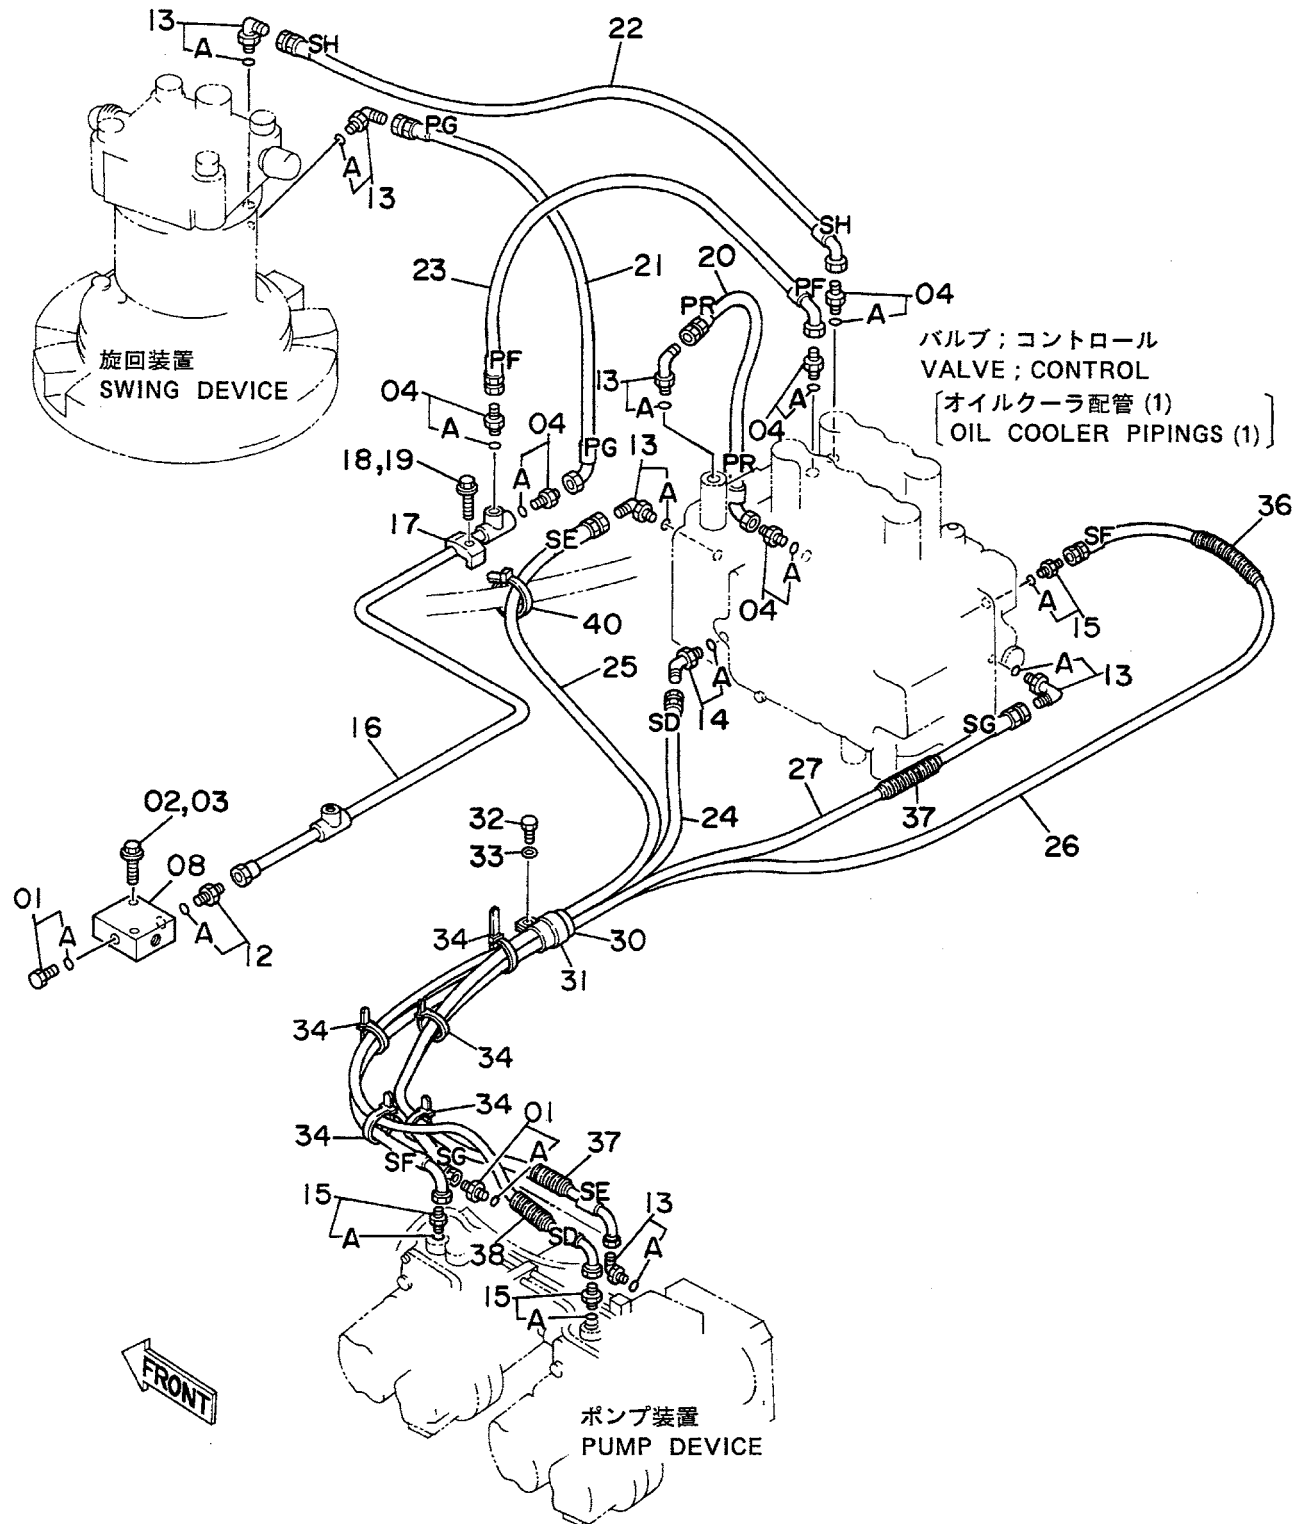 13
A
SH
22
PG
A
13
23
21
20
SH
PF
04
A
PR
旋回装置
SWING DEVICE
PF
04
A
13
A
04
A
バルブ ; コントロール
VALVE ; CONTROL
オイルクーラ配管 (1)
OIL COOLER PIPINGS (1)
04
A
PG
13
A
PR
18,19
17
SE
36
SF
A
15
A
04
40
25
A
14
SD
A
13
SG
16
27
37
24
26
02,03
08
01
A
A
12
32
33
34
30
31
34
34
34
34
01
A
37
SF
SG
SE
15
A
13
A
38
SD
15
A
FRONT
ポンプ装置
PUMP DEVICE